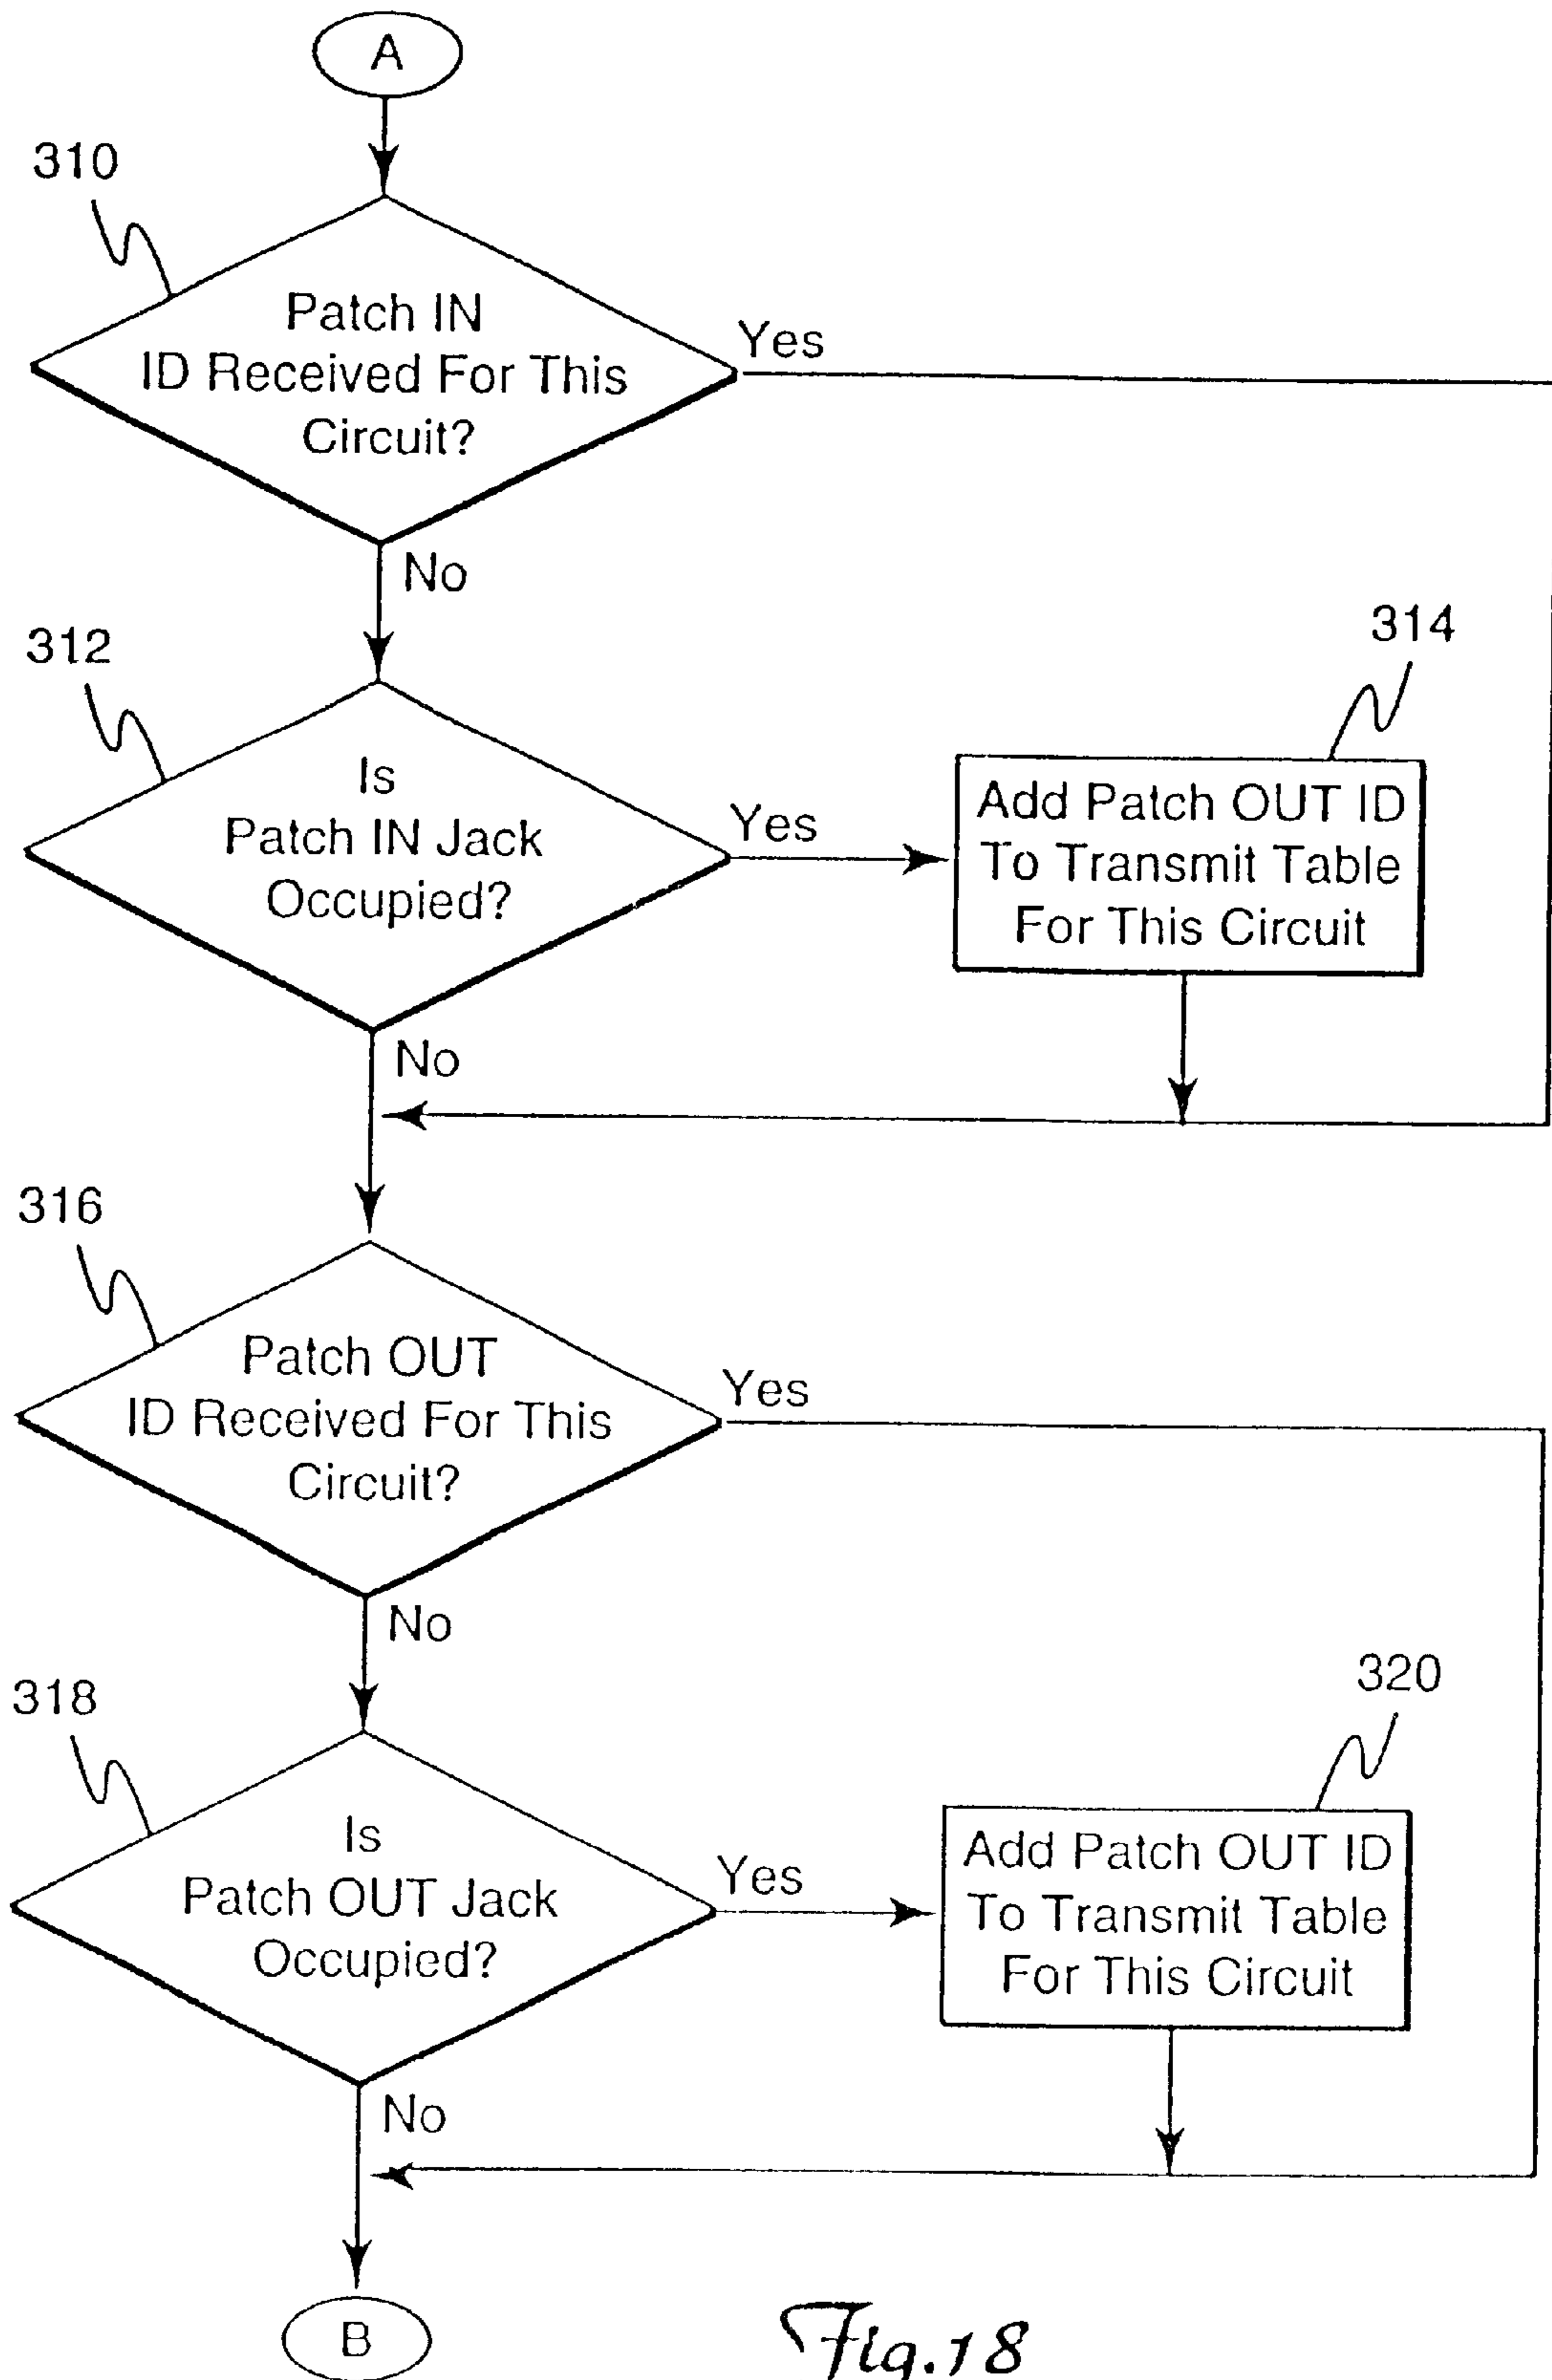 A
310
Patch IN
ID Received For This
Circuit?
Yes
No
312
Is
Patch IN Jack
Occupied?
Yes
314
Add Patch OUT ID
To Transmit Table
For This Circuit
No
316
Patch OUT
ID Received For This
Circuit?
Yes
No
318
Is
Patch OUT Jack
Occupied?
Yes
320
Add Patch OUT ID
To Transmit Table
For This Circuit
No
B
Fig.18